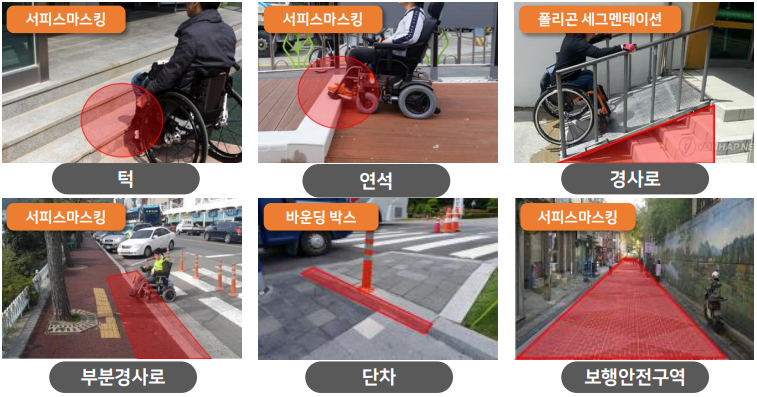 서피스마스킹
서피스마스킹
폴리곤 세그멘테이션
턱
연석
경사로
서피스마스킹
바운딩 박스
서피스마스킹
부분경사로
단차
보행안전구역